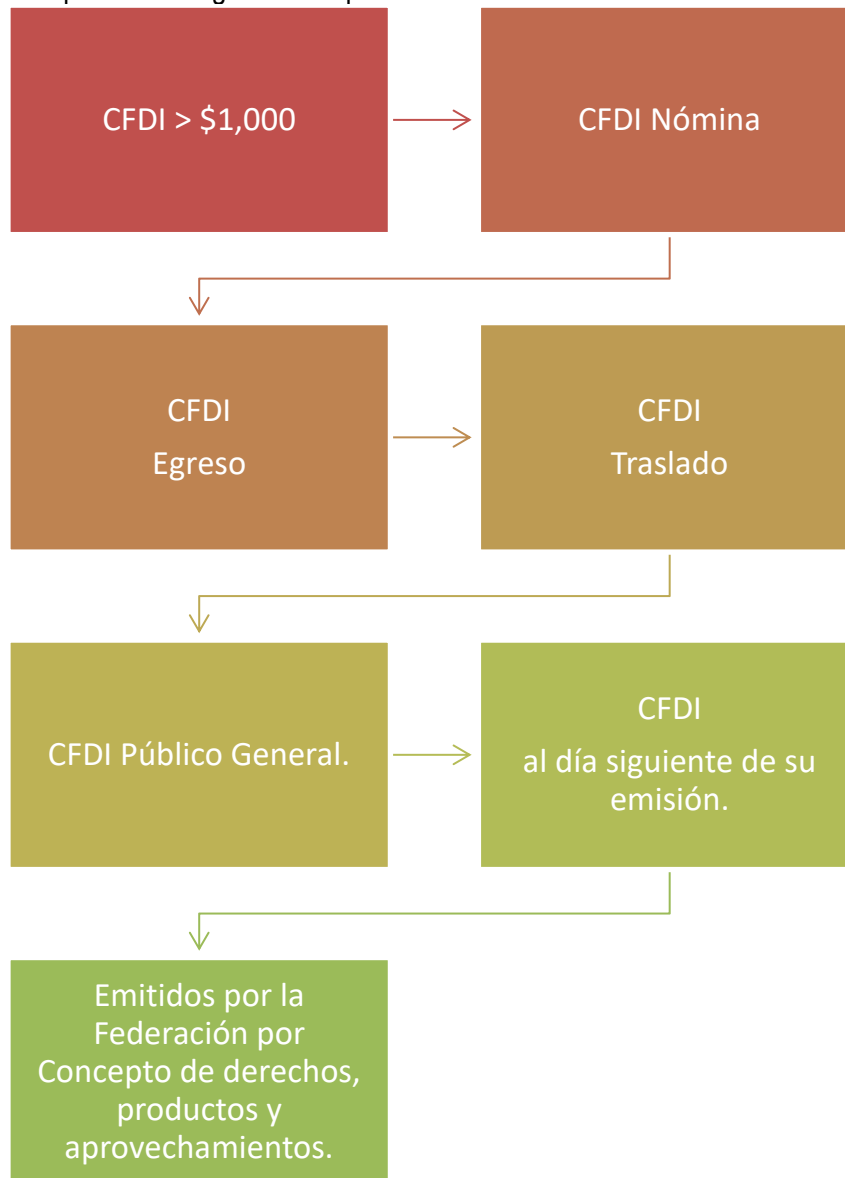 CFDI > $1,000
CFDI Nómina
CFDI
Egreso
CFDI
Traslado
CFDI Público General.
CFDI
al día siguiente de su
emisión.
Emitidos por la
Federación por
Concepto de derechos,
productos y
aprovechamientos.